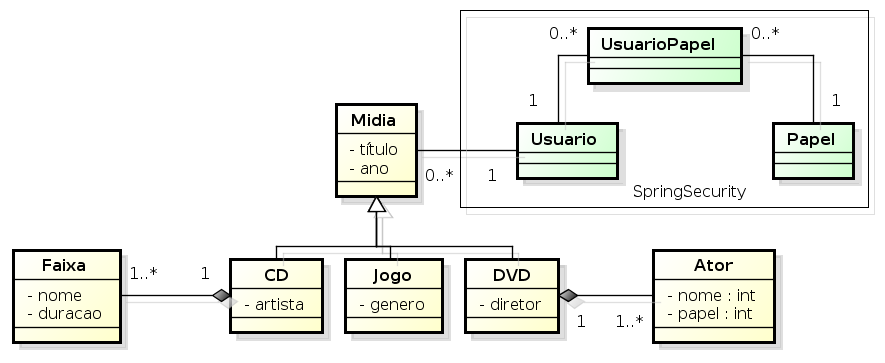 0..*
UsuarioPapel
0..*
1
1
Midia
- título
- ano
0..*
1
Usuario
Papel
SpringSecurity
Faixa
- nome
- duracao
1..*
1
CD
- artista
Jogo
- genero
DVD
- diretor
1
1..*
Ator
- nome : int
- papel : int